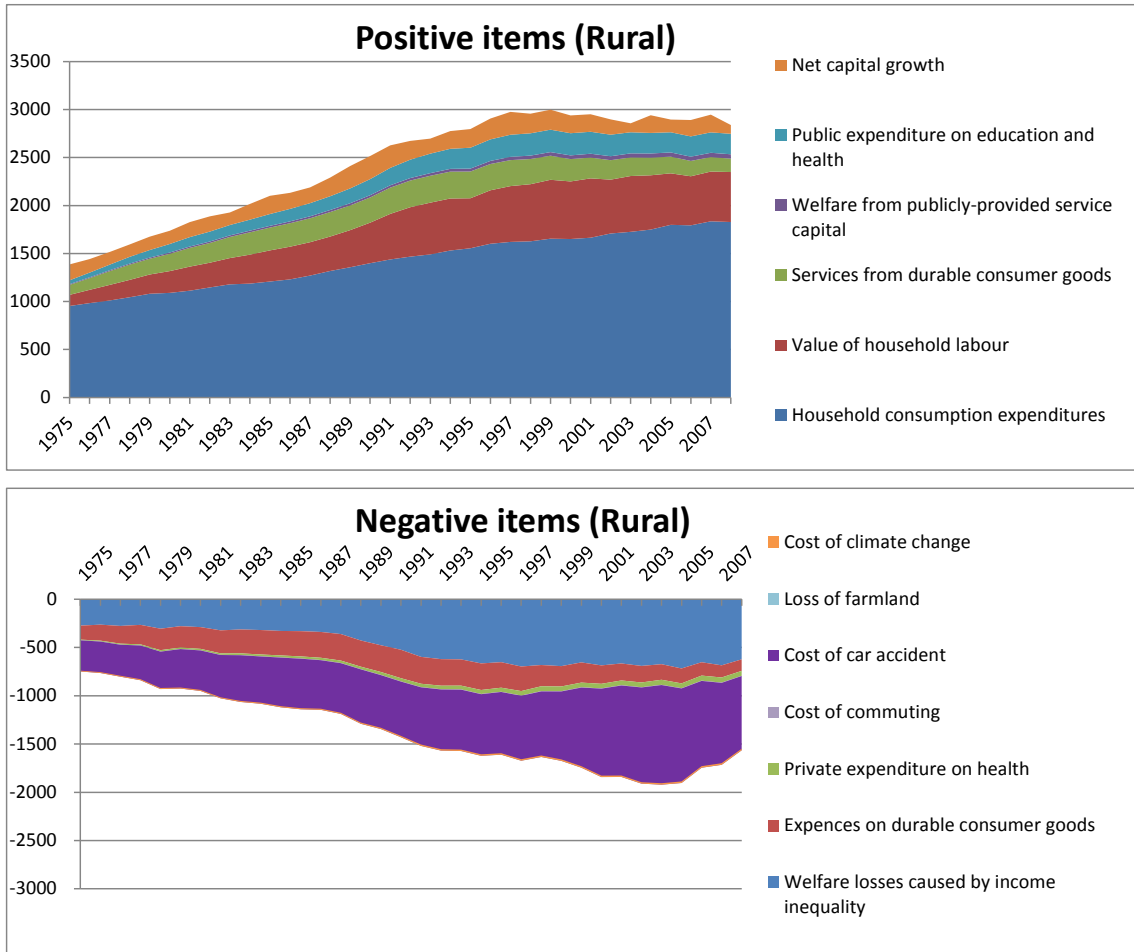 Positive items (Rural)
3500
3000
2500
2000
1500
1000
500
0
1975
1977
1979
1981
1983
1985
1987
1989
1991
1993
1995
1997
1999
2001
2003
2005
2007
Net capital growth
Public expenditure on education and
health
Welfare from publicly-provided service
capital
Services from durable consumer goods
Value of household labour
Household consumption expenditures
Negative items (Rural)
1975
1977
1979
1981
1983
1985
1987
1989
1991
1993
1995
1997
1999
2001
2003
2005
2007
0
-500
-1000
-1500
-2000
-2500
-3000
Cost of climate change
Loss of farmland
Cost of car accident
Cost of commuting
Private expenditure on health
Expences on durable consumer goods
Welfare losses caused by income
inequality